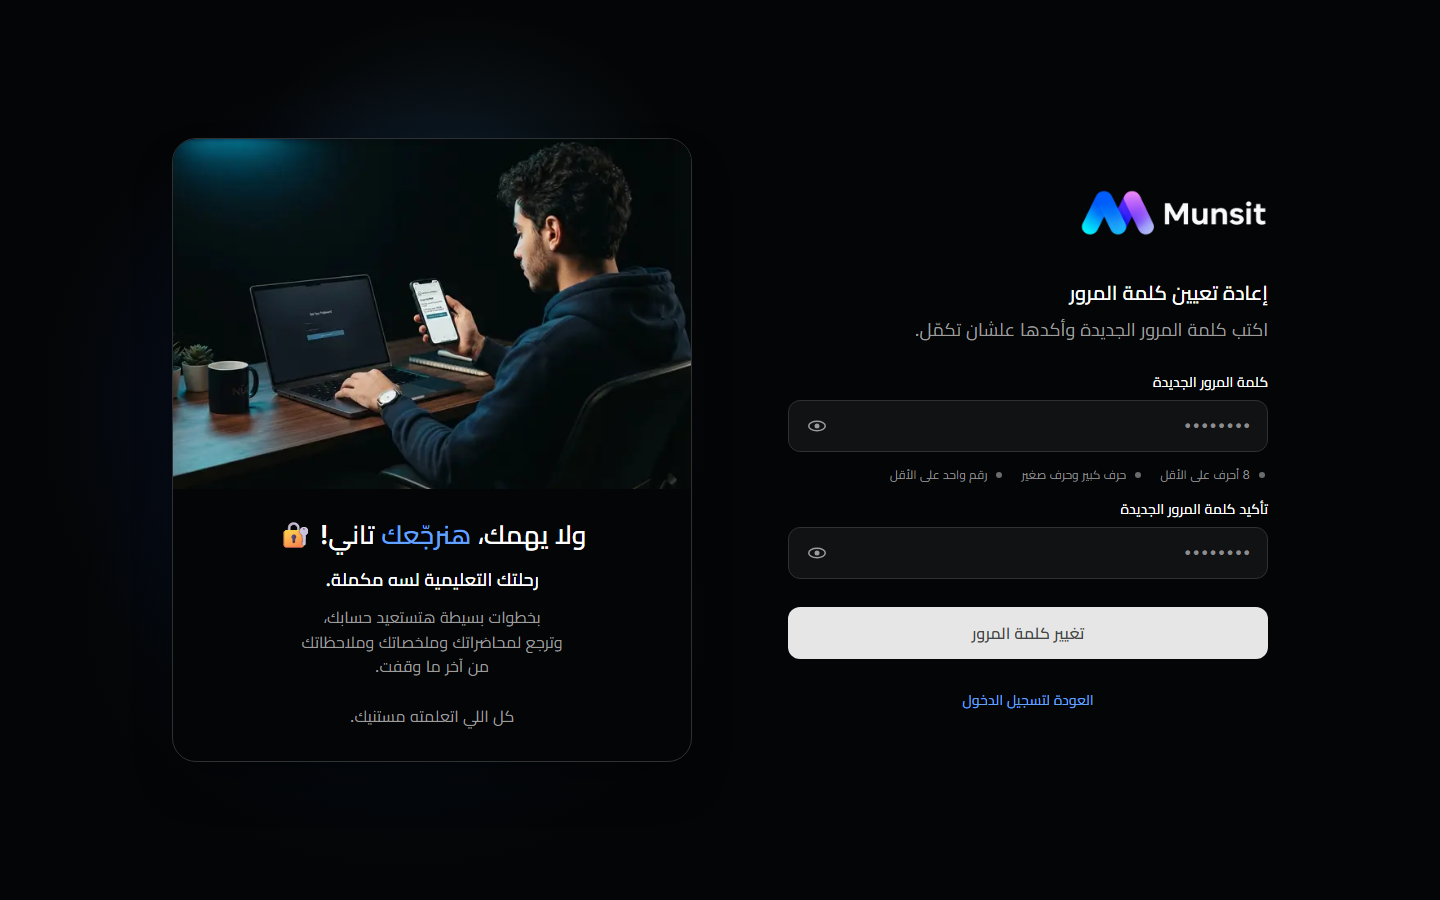 Munsit
إعادة تعيين كلمة المرور
اكتب كلمة المرور الجديدة وأكدها علشان تكمّل.
كلمة المرور الجديدة
••••••••
8 أحرف على الأقل
حرف كبير وحرف صغير
رقم واحد على الأقل
تأكيد كلمة المرور الجديدة
••••••••
تغيير كلمة المرور
العودة لتسجيل الدخول
ولا يهمك، هنرجّعك تاني! 🔐
رحلتك التعليمية لسه مكملة.
بخطوات بسيطة هتستعيد حسابك،
وترجع لمحاضراتك وملخصاتك وملاحظاتك
من آخر ما وقفت.
كل اللي اتعلمته مستنيك.